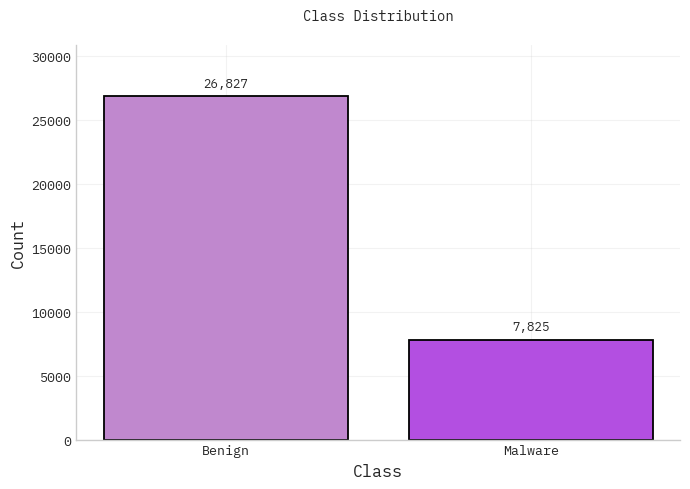 Class Distribution
30000
25000
20000
15000
10000
5000
0
Count
26,827
7,825
Benign
Malware
Class